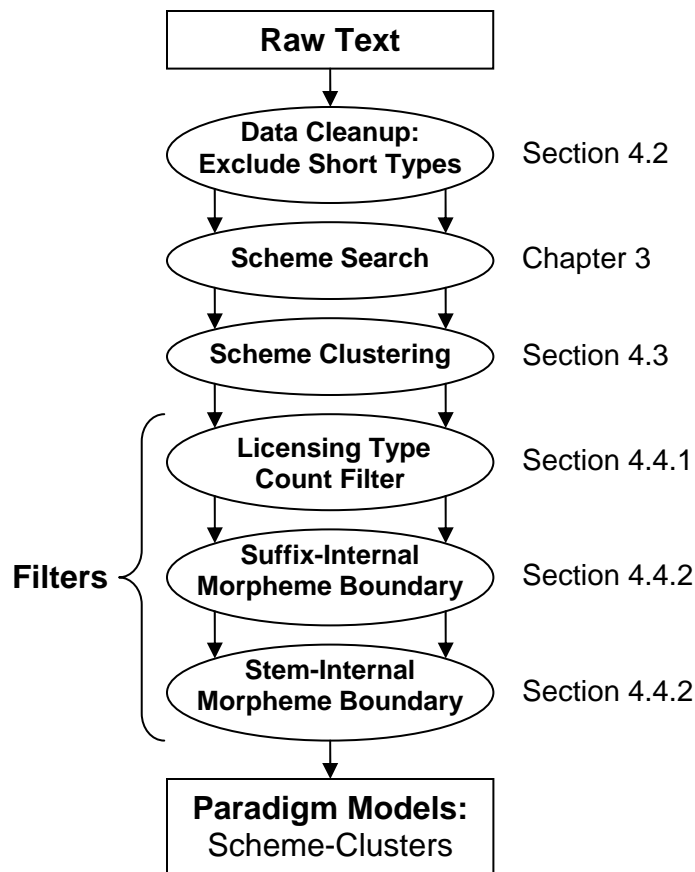 Raw Text
Data Cleanup:
Exclude Short Types
Section 4.2
Scheme Search
Chapter 3
Scheme Clustering
Section 4.3
Licensing Type
Count Filter
Section 4.4.1
Filters
Suffix-Internal
Morpheme Boundary
Section 4.4.2
Stem-Internal
Morpheme Boundary
Section 4.4.2
Paradigm Models:
Scheme-Clusters